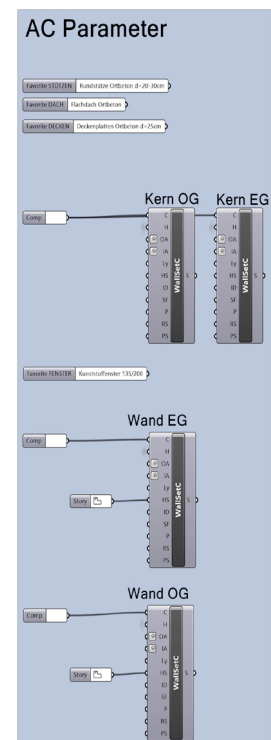 AC Parameter
Favorite STÜTZEN Kundstütze Ortbeton d=20-30cm
Favorite DACH Flachdach Ortbeton
Favorite DECKEN Deckenplatten Ortbeton d=25cm
Kern OG Kern EG
Comp
C
H
OA
IA
Ly
HS
ID
SF
P
RS
PS
WallSetC
S
C
H
OA
IA
Ly
HS
ID
SF
P
RS
PS
WallSetC
S
Favorite FENSTER Kunststoffenster 135/200
Wand EG
Comp
Story
C
H
OA
IA
Ly
HS
ID
SF
P
RS
PS
WallSetC
S
Wand OG
Comp
Story
C
H
OA
IA
Ly
HS
ID
SF
P
RS
PS
WallSetC
S